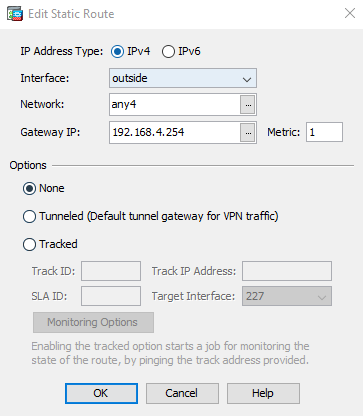 Edit Static Route
IP Address Type: IPv4 IPv6
Interface: outside
Network: any4 ...
Gateway IP: 192.168.4.254 ... Metric: 1
Options
None
Tunneled (Default tunnel gateway for VPN traffic)
Tracked
Track ID: Track IP Address:
SLA ID: Target Interface: 227
Monitoring Options
Enabling the tracked option starts a job for monitoring the
state of the route, by pinging the track address provided.
OK Cancel Help